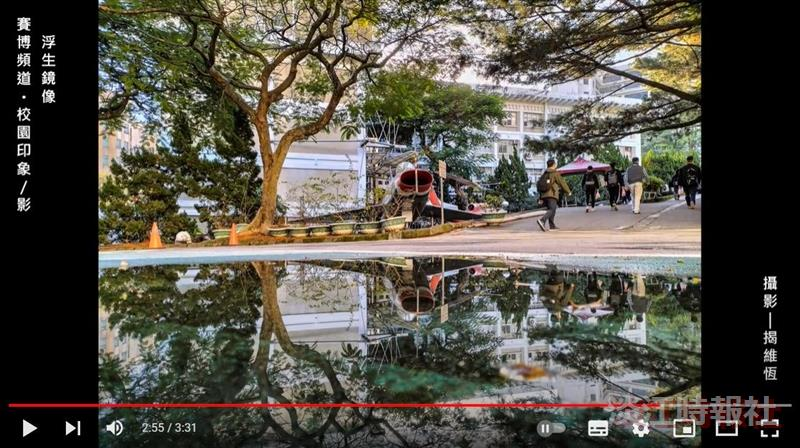 浮生鏡像
賽博頻道・校園印象/影
攝影—揭維恆
淡江時報社
2:55 / 3:31